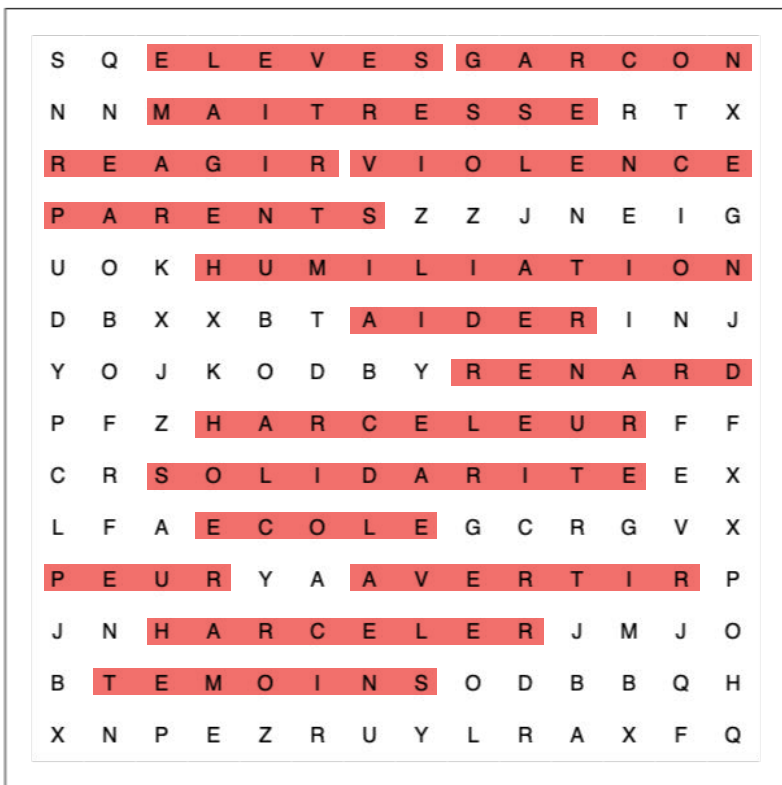 S Q E L E V E S G A R C O N
N N M A I T R E S S E R T X
R E A G I R V I O L E N C E
P A R E N T S Z Z J N E I G
U O K H U M I L I A T I O N
D B X X B T A I D E R I N J
Y O J K O D B Y R E N A R D
P F Z H A R C E L E U R F F
C R S O L I D A R I T E E X
L F A E C O L E G C R G V X
P E U R Y A A V E R T I R P
J N H A R C E L E R J M J O
B T E M O I N S O D B B Q H
X N P E Z R U Y L R A X F Q